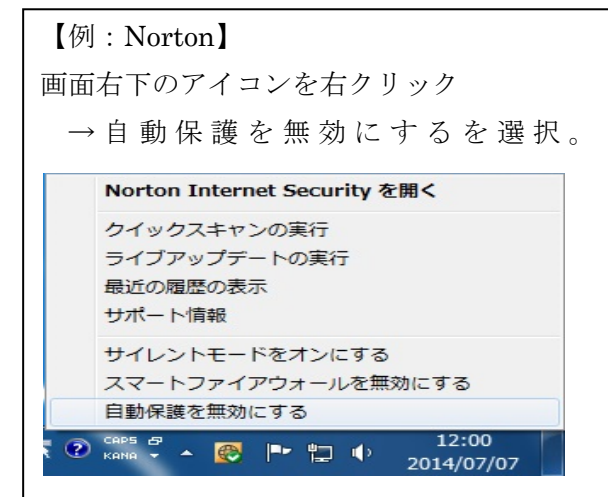 【例：Norton】
画面右下のアイコンを右クリック
→自動保護を無効にするを選択。
Norton Internet Security を開く
クイックスキャンの実行
ライブアップデートの実行
最近の履歴の表示
サポート情報
サイレントモードをオンにする
スマートファイアウォールを無効にする
自動保護を無効にする
?
CAPS
KANA
12:00
2014/07/07